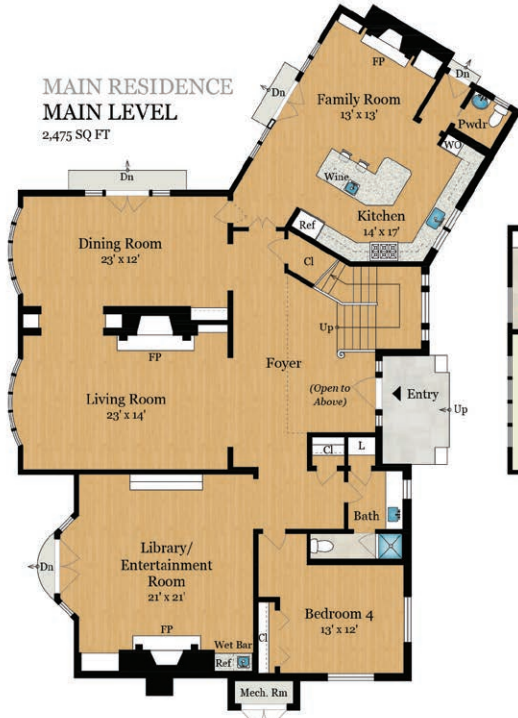 MAIN RESIDENCE
MAIN LEVEL
2,475 SQ FT
FP
Dn
Dn
Family Room
13' x 13'
Pwdr
WO
Wine
Kitchen
14' x 17'
Ref
Dn
Dining Room
23' x 12'
Cl
Up
FP
Foyer
Living Room
23' x 14'
(Open to
Above)
Entry
Up
Cl
L
Bath
Library/
Entertainment
Room
21' x 21'
Dn
Bedroom 4
13' x 12'
FP
Wet Bar
Ref
Cl
Mech. Rm